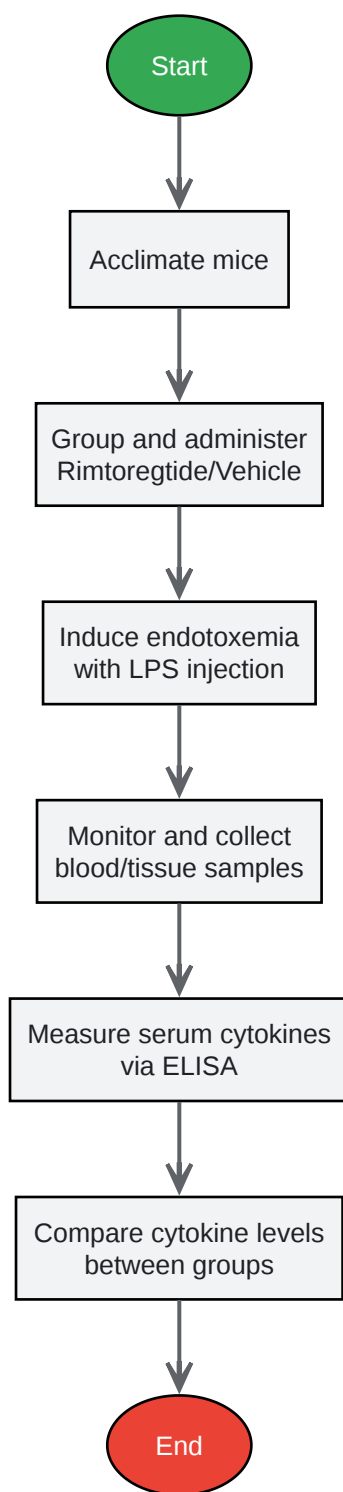 Start
Acclimate mice
Group and administer
Rimtoregtide/Vehicle
Induce endotoxemia
with LPS injection
Monitor and collect
blood/tissue samples
Measure serum cytokines
via ELISA
Compare cytokine levels
between groups
End